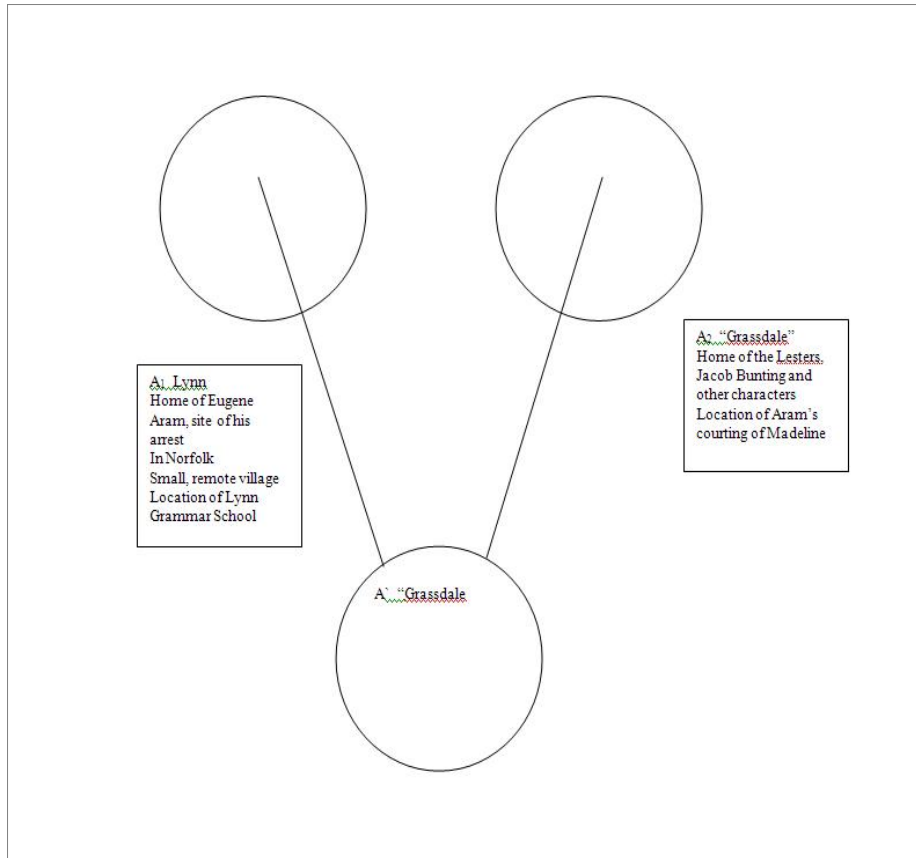 A1 Lynn
Home of Eugene
Aram, site of his
arrest
In Norfolk
Small, remote village
Location of Lynn
Grammar School
A2 “Grassdale”
Home of the Lesters,
Jacob Bunting and
other characters
Location of Aram’s
courting of Madeline
A` “Grassdale